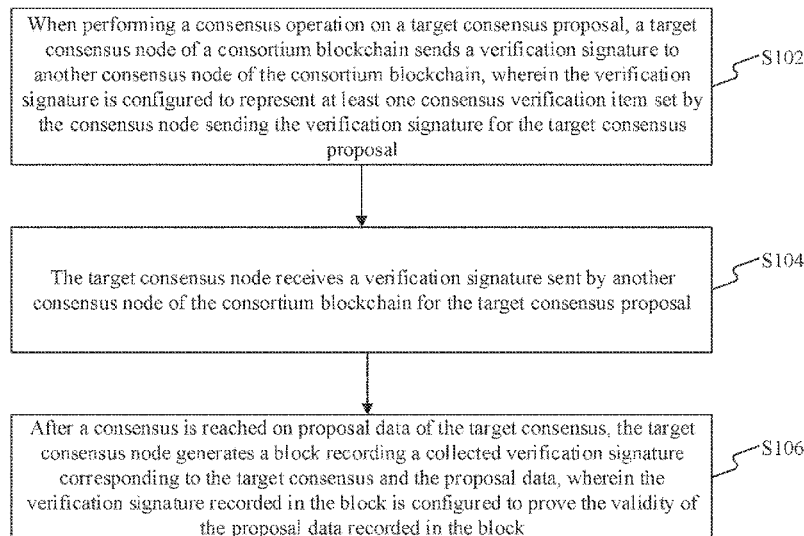 When performing a consensus operation on a target consensus proposal, a target
consensus node of a consortium blockchain sends a verification signature to
another consensus node of the consortium blockchain, wherein the verification
signature is configured to represent at least one consensus verification item set by
the consensus node sending the verification signature for the target consensus
proposal
S102
The target consensus node receives a verification signature sent by another
consensus node of the consortium blockchain for the target consensus proposal
S104
After a consensus is reached on proposal data of the target consensus, the target
consensus node generates a block recording a collected verification signature
corresponding to the target consensus and the proposal data, wherein the
verification signature recorded in the block is configured to prove the validity of
the proposal data recorded in the block
S106